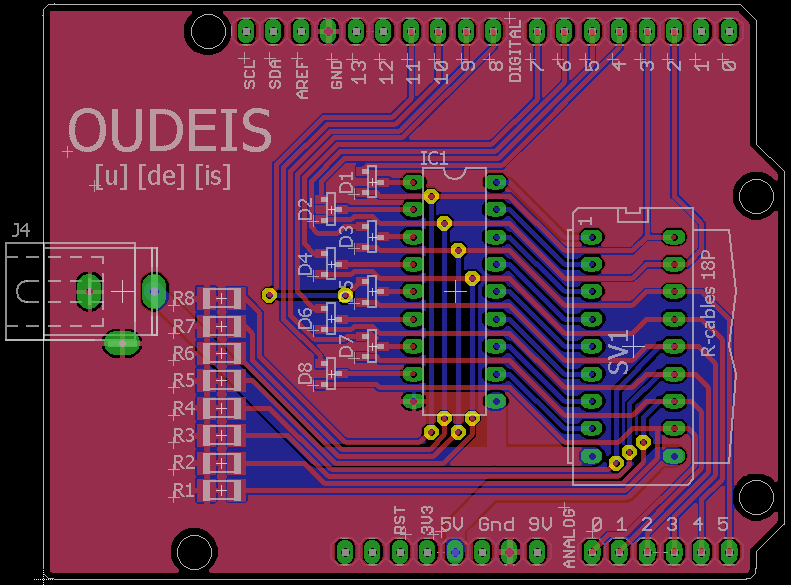 SCL SDA AREF GND 13 12 11 10 9 8 DIGITAL 7 6 5 4 3 2 1 0
OUDEIS
[u] [de] [is]
IC1
D1
D2
D3
D4
D6
D7
D8
J4
R8
R7
R6
R5
R4
R3
R2
R1
1
SV1
R-cables 18P
RST 3V3 5V Gnd 9V ANALOG 0 1 2 3 4 5